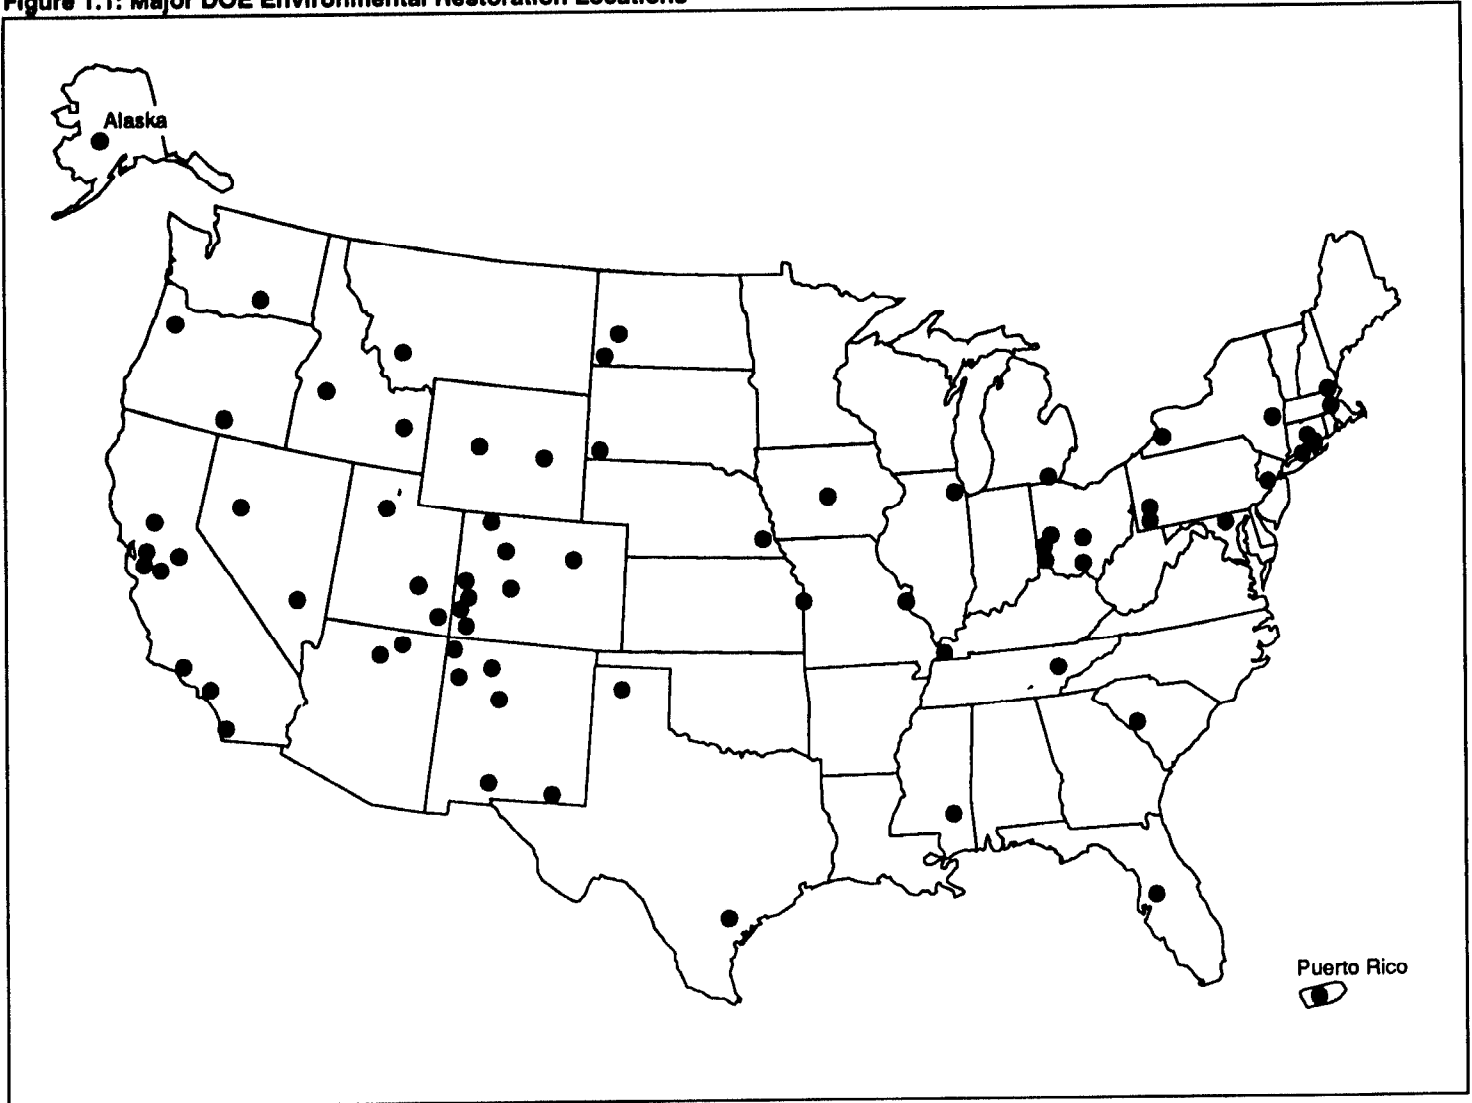 Figure 1.1: Major DOE Environmental Restoration Locations
Alaska
Puerto Rico